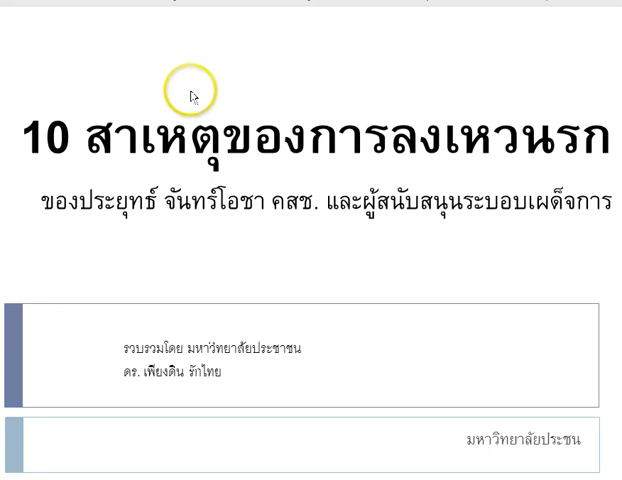 10 สาเหตุของการลงเหวนรก
ของประยุทธ์ จันทร์โอชา คสช. และผู้สนับสนุนระบอบเผด็จการ
รวบรวมโดย มหาวิทยาลัยประชาชน
ดร. เพียงดิน รักไทย
มหาวิทยาลัยประชน